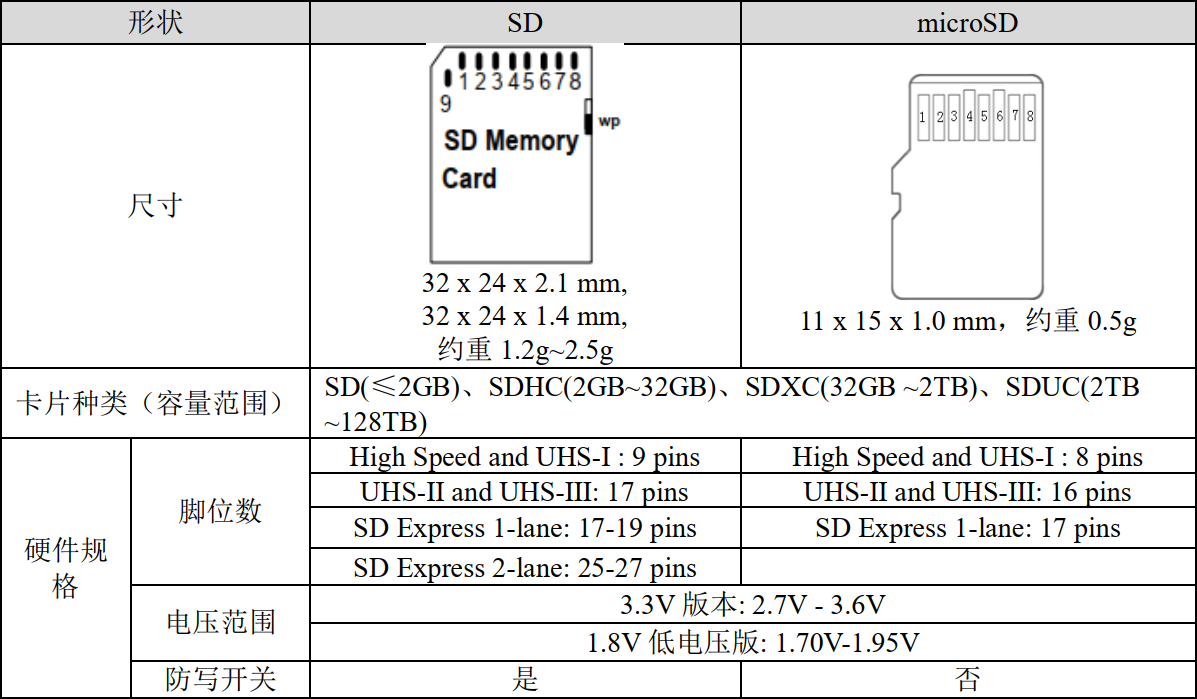 形状 SD microSD
1 2 3 4 5 6 7 8
9
wp
SD Memory
Card
1 2 3 4 5 6 7 8
尺寸
32 x 24 x 2.1 mm,
32 x 24 x 1.4 mm,
约重 1.2g~2.5g
11 x 15 x 1.0 mm，约重 0.5g
卡片种类（容量范围）
SD(≤2GB)、SDHC(2GB~32GB)、SDXC(32GB ~2TB)、SDUC(2TB
~128TB)
硬件规
格
脚位数
High Speed and UHS-I : 9 pins
High Speed and UHS-I : 8 pins
UHS-II and UHS-III: 17 pins
UHS-II and UHS-III: 16 pins
SD Express 1-lane: 17-19 pins
SD Express 1-lane: 17 pins
SD Express 2-lane: 25-27 pins
电压范围
3.3V 版本: 2.7V - 3.6V
1.8V 低电压版: 1.70V-1.95V
防写开关 是 否